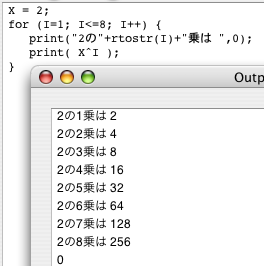 X = 2;
for (I=1; I<=8; I++) {
print("2の"+rtostr(I)+"乗は ",0);
print( X^I );
}
Outp
2の1乗は 2
2の2乗は 4
2の3乗は 8
2の4乗は 16
2の5乗は 32
2の6乗は 64
2の7乗は 128
2の8乗は 256
0